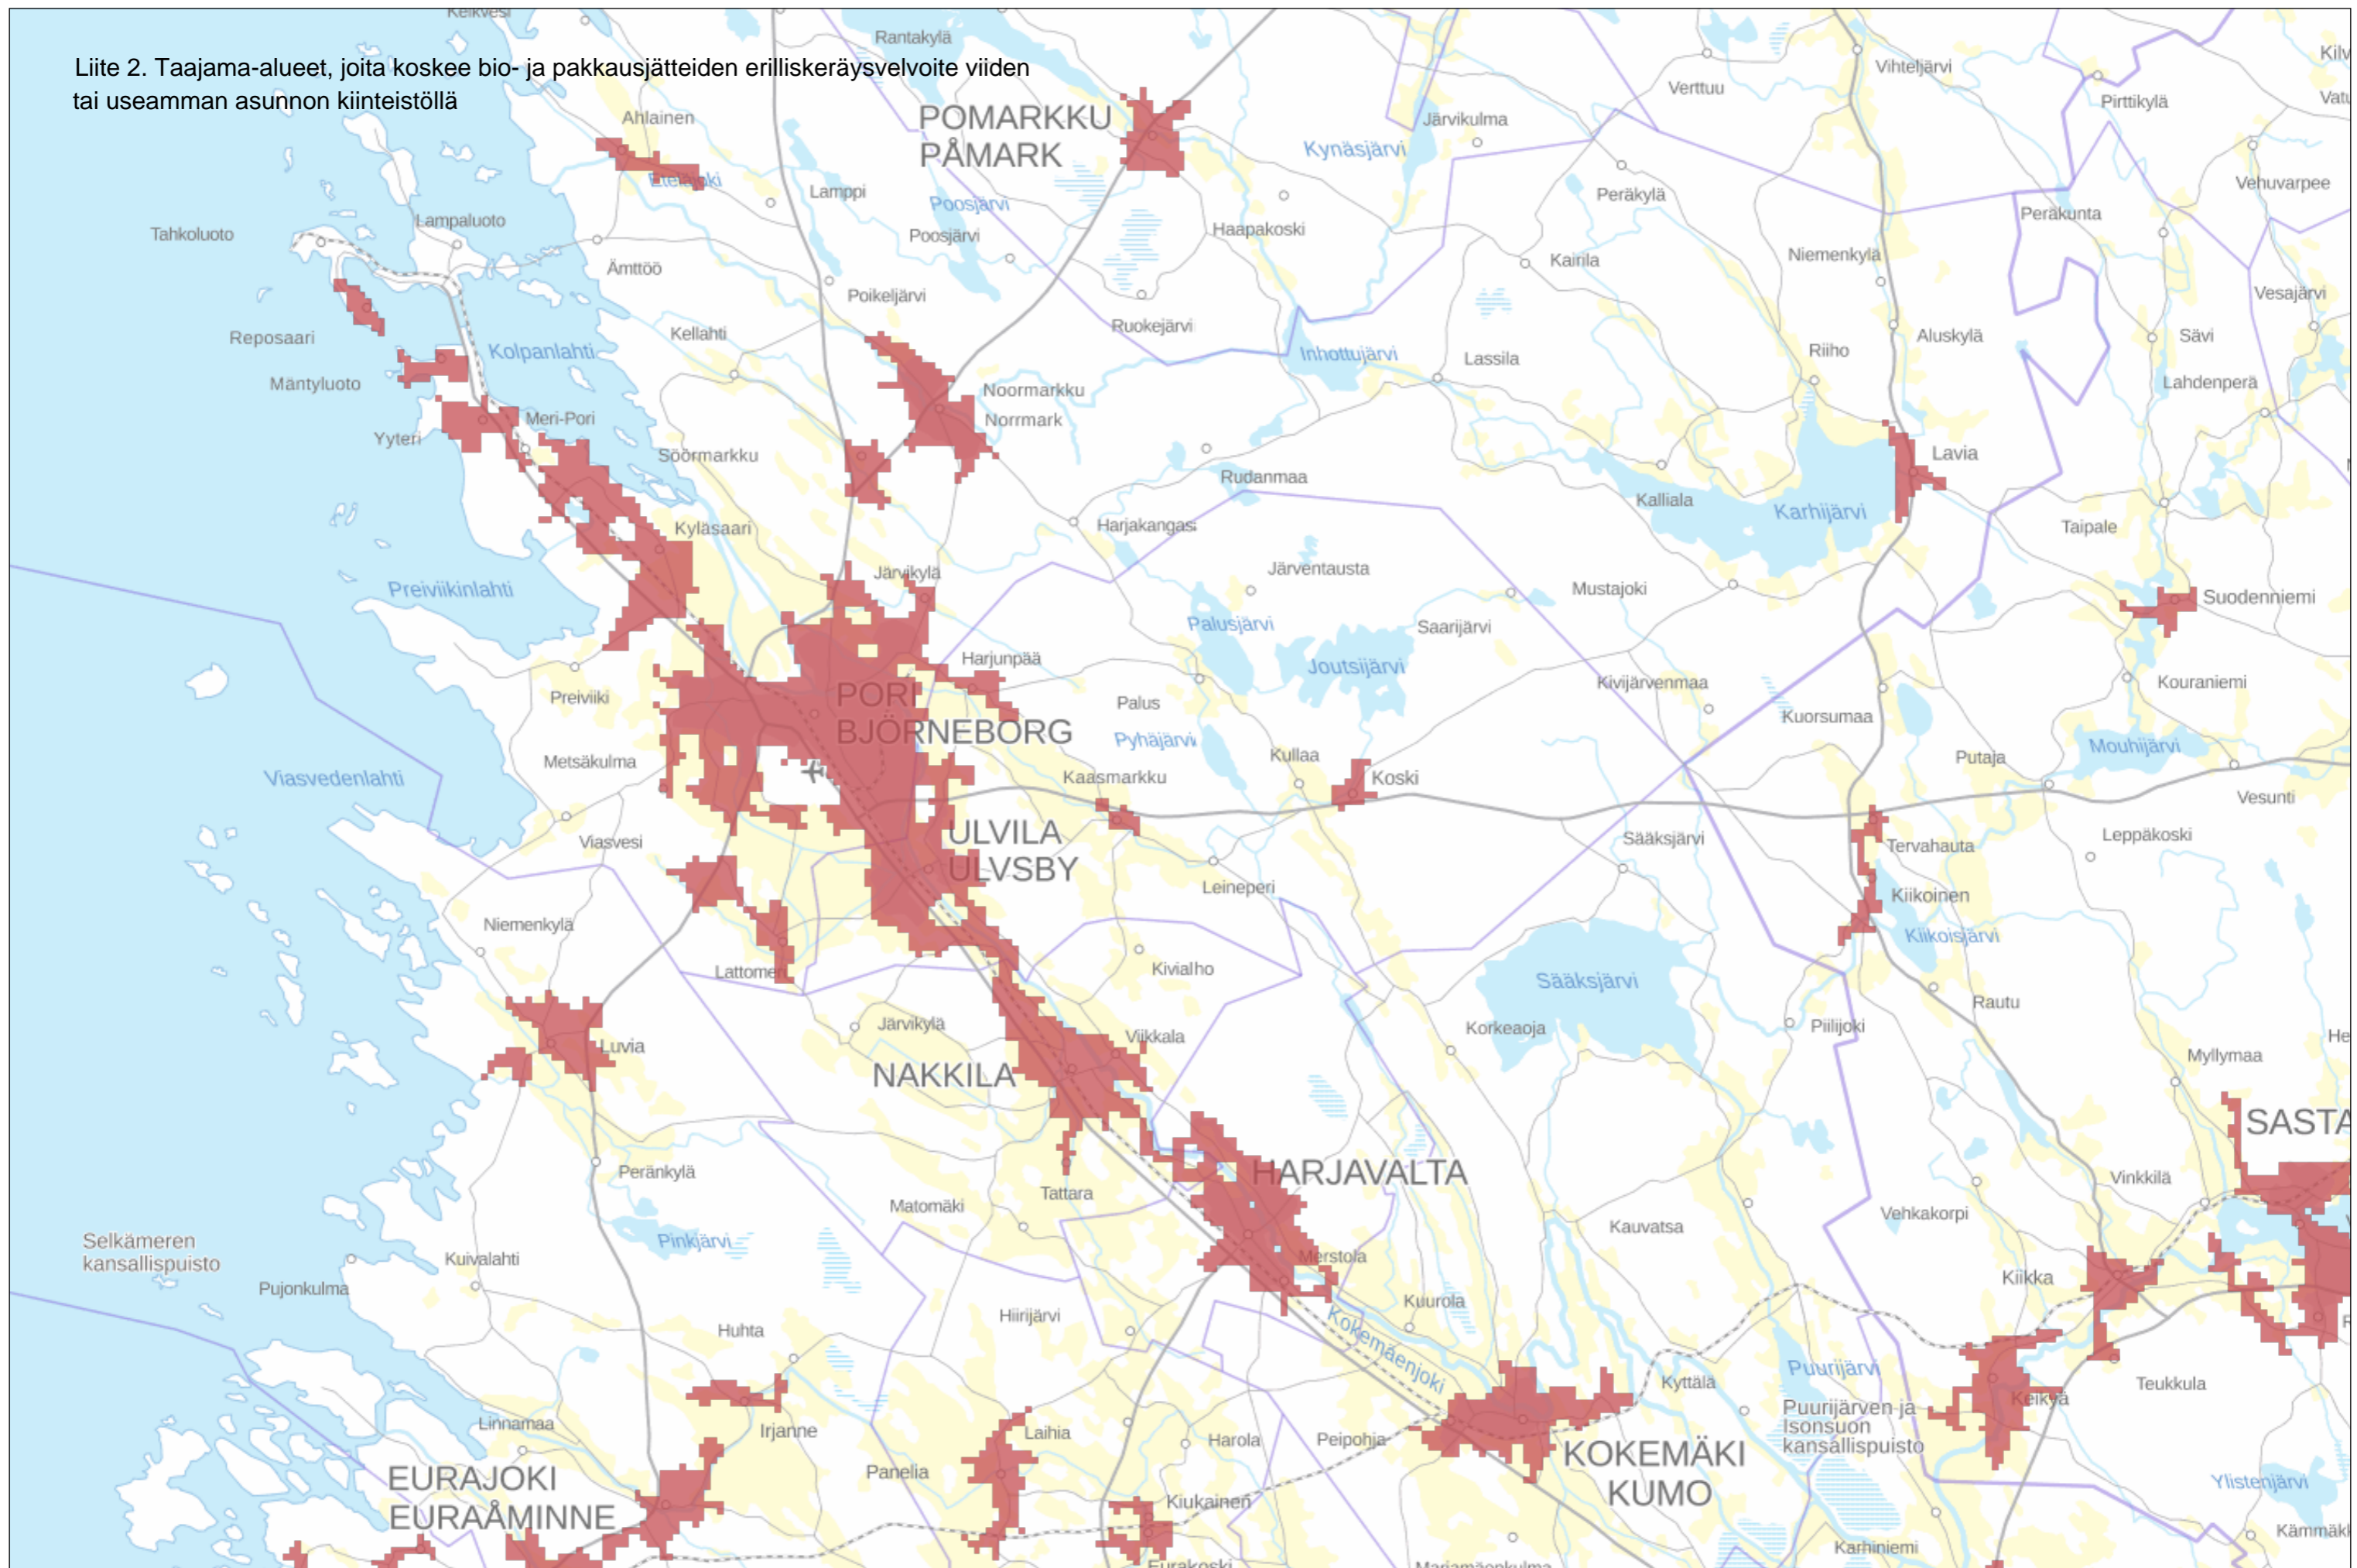 Keikvesi
Rantakylä
Liite 2. Taajama-alueet, joita koskee bio- ja pakkausjätteiden erilliskeräysvelvoite viiden
tai useamman asunnon kiinteistöllä
Verttuu
Vihteljärvi
Pirttikylä
Ahlainen
POMARKKU
PÅMARK
Järvikulma
Kynäsjärvi
Eteläjoki
Lamppi
Poosjärvi
Poosjärvi
Haapakoski
Peräkylä
Peräkunta
Vehuvarpee
Tahkoluoto
Lampaluoto
Ämttöö
Kairila
Niemenkylä
Vesajärvi
Poikeljärvi
Ruokejärvi
Reposaari
Kellahti
Kolpanlahti
Inhottujärvi
Lassila
Riiho
Aluskylä
Sävi
Mäntyluoto
Lahdenperä
Noormarkku
Norrmark
Meri-Pori
Yyteri
Söörmarkku
Rudanmaa
Lavia
Kalliala
Karhijärvi
Kyläsaari
Harjakangas
Taipale
Järvikylä
Järventausta
Mustajoki
Preiviikinlahti
Suodenniemi
Palusjärvi
Saarijärvi
Harjunpää
Joutsijärvi
Preiviiki
PORI
BJÖRNEBORG
Palus
Kivijärvenmaa
Kouraniemi
Kuorsumaa
Pyhäjärvi
Mouhijärvi
Metsäkulma
Kullaa
Putaja
Viasvedenlahti
Kaasmarkku
Koski
Vesunti
Viasvesi
ULVILA
ULVSBY
Sääksjärvi
Tervahauta
Leppäkoski
Leineperi
Kiikoinen
Niemenkylä
Kiikoisjärvi
Lattomeri
Kivialho
Sääksjärvi
Rautu
Järvikylä
Korkeaoja
Piilijoki
Luvia
Viikkala
Myllymaa
NAKKILA
Peränkylä
HARJAVALTA
Vinkkilä
Tattara
Matomäki
Kauvatsa
Vehkakorpi
Selkämeren
kansallispuisto
Pinkjärvi
Kuivalahti
Merstola
Pujonkulma
Kiikka
Kuurola
Hiirijärvi
Huhta
Kokemäenjoki
Puurijärvi
Kyttälä
Teukkula
Keikyä
Puurijärven ja
Isonsuon
kansallispuisto
Linnamaa
Irjanne
Laihia
Harola
Peipohja
KOKEMÄKI
KUMO
Panelia
EURAJOKI
EURAÅMINNE
Kiukainen
Ylistenjärvi
Karhiniemi
Eurakoski